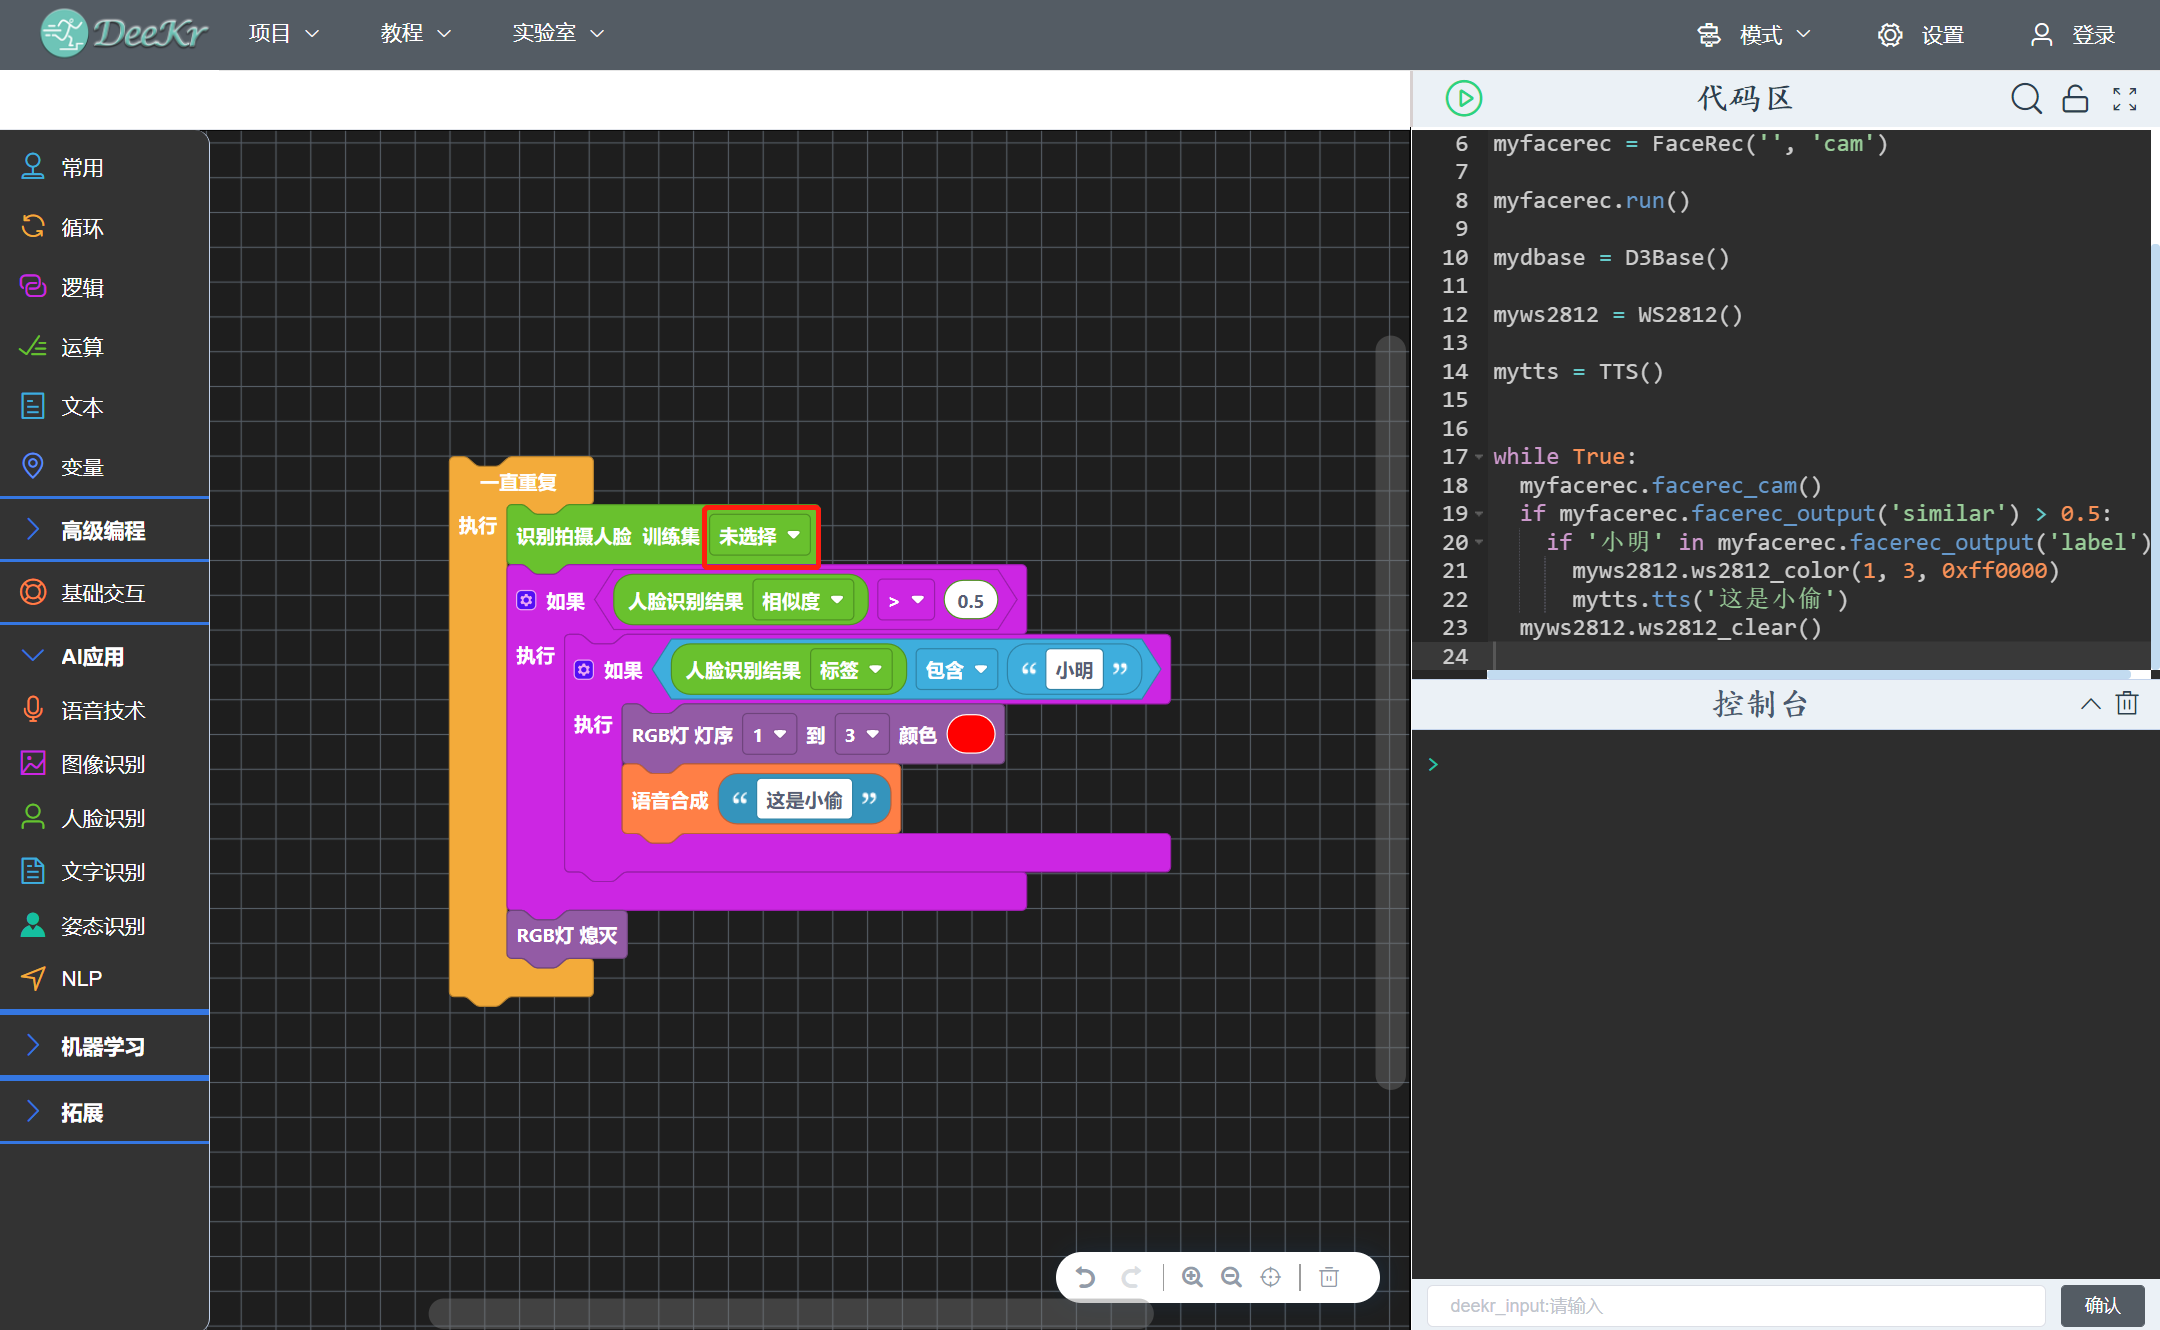 DeeKr
项目
教程
实验室
模式
设置
登录
代码区
常用
循环
逻辑
运算
文本
变量
高级编程
基础交互
AI应用
语音技术
图像识别
人脸识别
文字识别
姿态识别
NLP
机器学习
拓展
一直重复
执行
识别拍摄人脸 训练集 未选择
如果 人脸识别结果 相似度 > 0.5
执行 如果 人脸识别结果 标签 包含 “ 小明 ”
执行 RGB灯 灯序 1 到 3 颜色
语音合成 “ 这是小偷 ”
RGB灯 熄灭
6 myfacerec = FaceRec('', 'cam')
7
8 myfacerec.run()
9
10 mydbase = D3Base()
11
12 myws2812 = WS2812()
13
14 mytts = TTS()
15
16
17 while True:
18 myfacerec.facerec_cam()
19 if myfacerec.facerec_output('similar') > 0.5:
20 if '小明' in myfacerec.facerec_output('label')
21 myws2812.ws2812_color(1, 3, 0xff0000)
22 mytts.tts('这是小偷')
23 myws2812.ws2812_clear()
24
控制台
>
deekr_input:请输入
确认